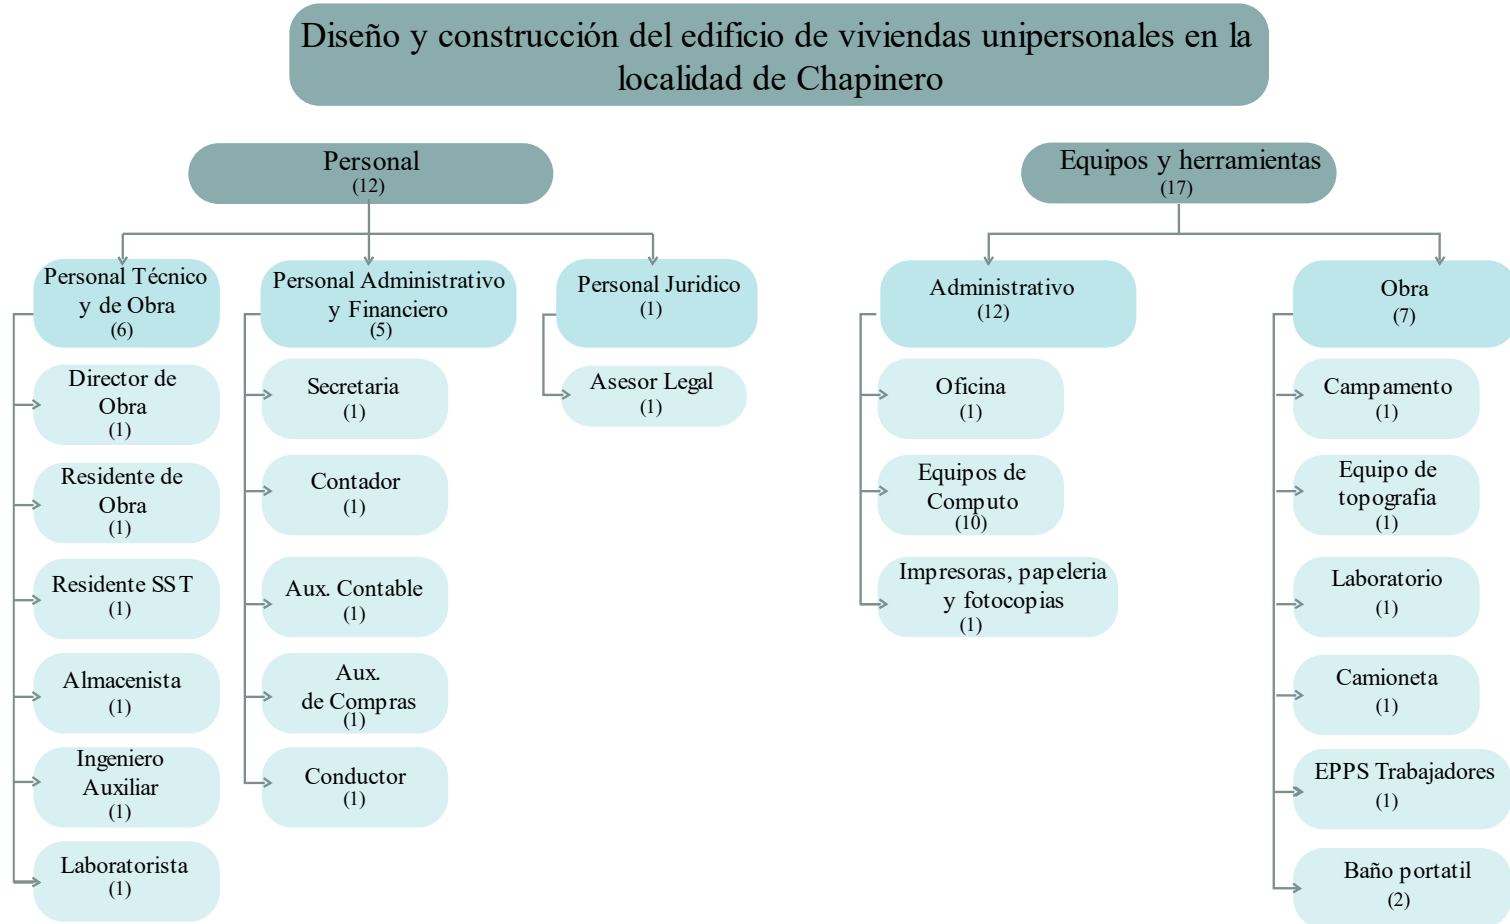 Diseño y construcción del edificio de viviendas unipersonales en la
localidad de Chapinero
Personal
(12)
Equipos y herramientas
(17)
Personal Técnico
y de Obra
(6)
Personal Administrativo
y Financiero
(5)
Personal Juridico
(1)
Administrativo
(12)
Obra
(7)
Director de
Obra
(1)
Residente de
Obra
(1)
Residente SST
(1)
Almacenista
(1)
Ingeniero
Auxiliar
(1)
Laboratorista
(1)
Secretaria
(1)
Contador
(1)
Aux. Contable
(1)
Aux.
de Compras
(1)
Conductor
(1)
Asesor Legal
(1)
Oficina
(1)
Equipos de
Computo
(10)
Impresoras, papeleria
y fotocopias
(1)
Campamento
(1)
Equipo de
topografia
(1)
Laboratorio
(1)
Camioneta
(1)
EPPS Trabajadores
(1)
Baño portatil
(2)